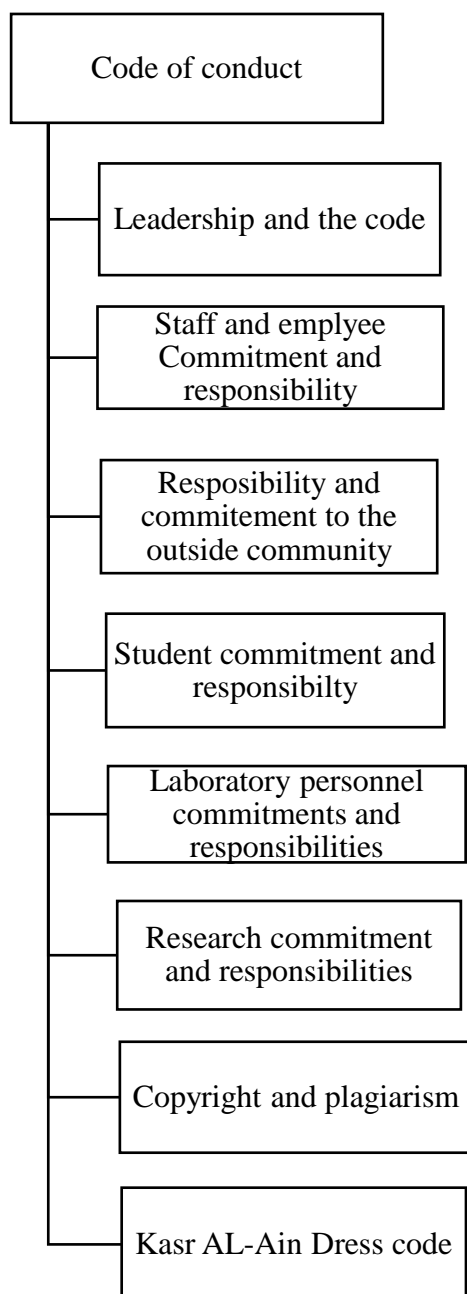 Code of conduct
Leadership and the code
Staff and emplyee
Commitment and
responsibility
Resposibility and
commitement to the
outside community
Student commitment and
responsibilty
Laboratory personnel
commitments and
responsibilities
Research commitment
and responsibilities
Copyright and plagiarism
Kasr AL-Ain Dress code